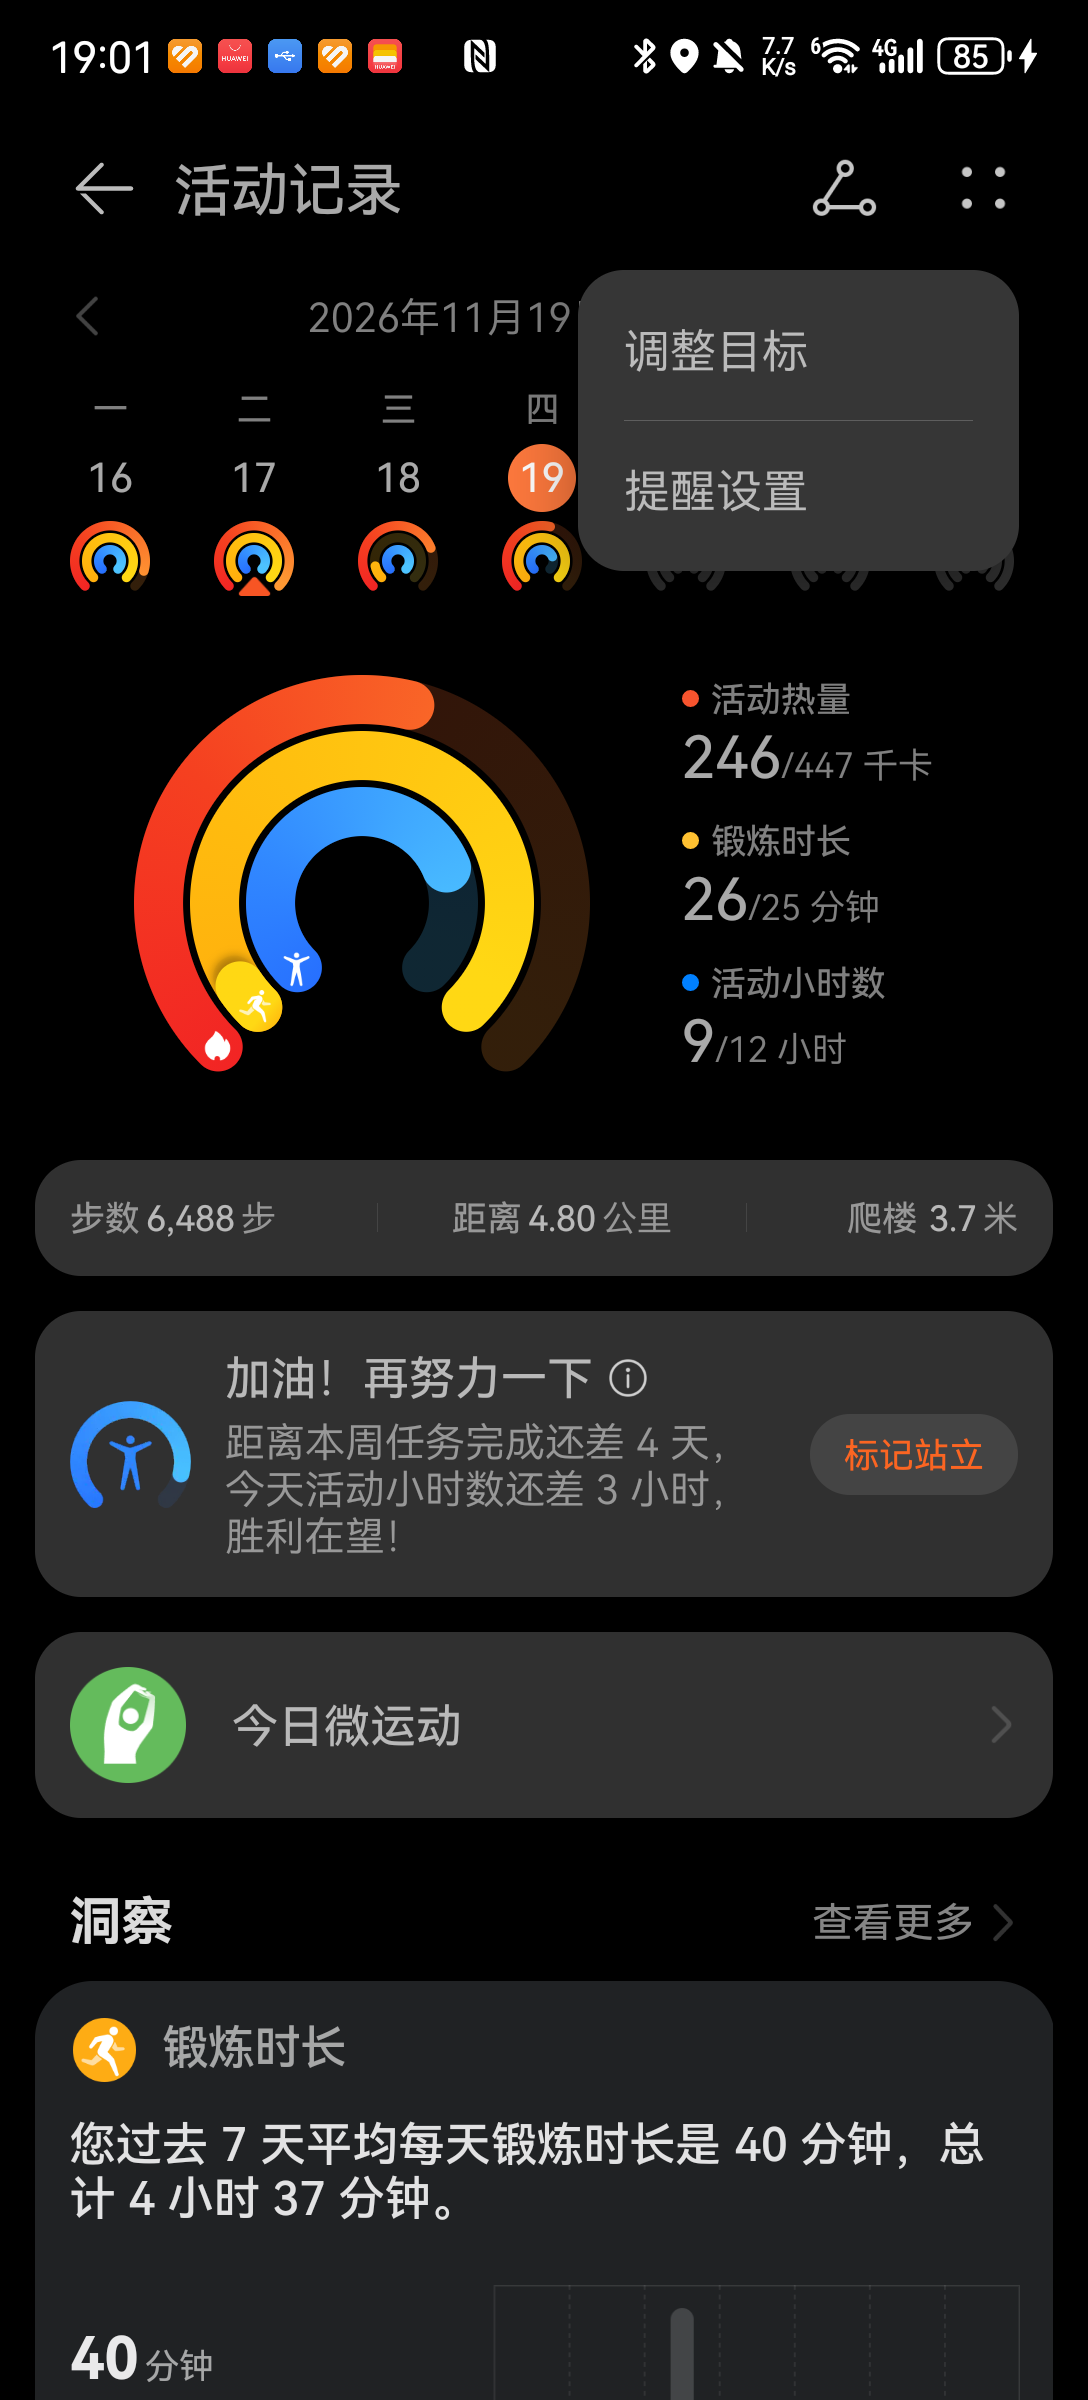 19:01
HUAWEI
HUAWEI
7.7 K/s
6
4G
85
活动记录
2026年11月19
调整目标
提醒设置
一 二 三 四
16 17 18 19
活动热量
246/447 千卡
锻炼时长
26/25 分钟
活动小时数
9/12 小时
步数 6,488 步 距离 4.80 公里 爬楼 3.7 米
加油！再努力一下
距离本周任务完成还差 4 天，
今天活动小时数还差 3 小时，
胜利在望！
标记站立
今日微运动
洞察
查看更多
锻炼时长
您过去 7 天平均每天锻炼时长是 40 分钟，总
计 4 小时 37 分钟。
40 分钟